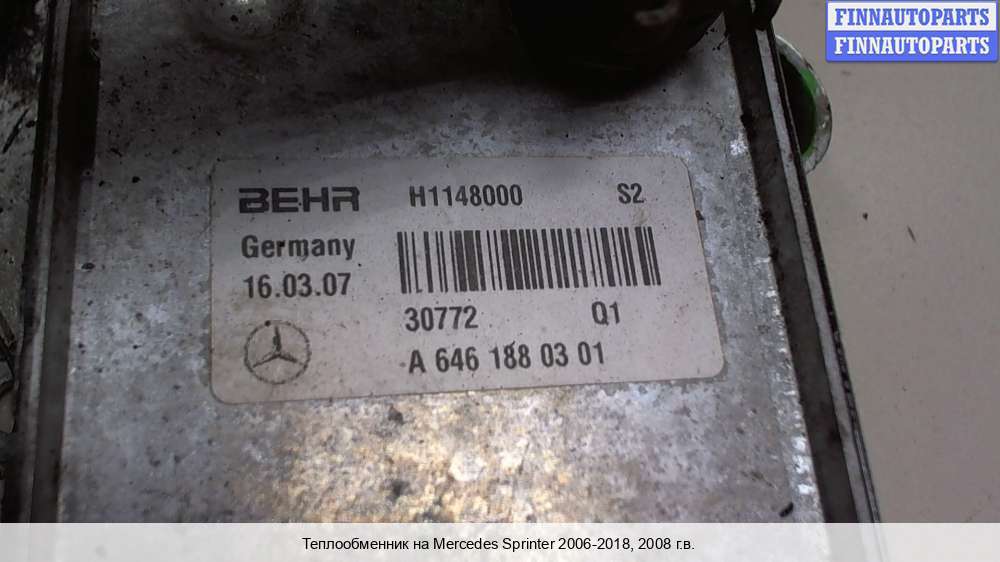 FINNAUTOPARTS
FINNAUTOPARTS
BEHR H1148000 S2
Germany
16.03.07
30772 Q1
A 646 188 03 01
Теплообменник на Mercedes Sprinter 2006-2018, 2008 г.в.